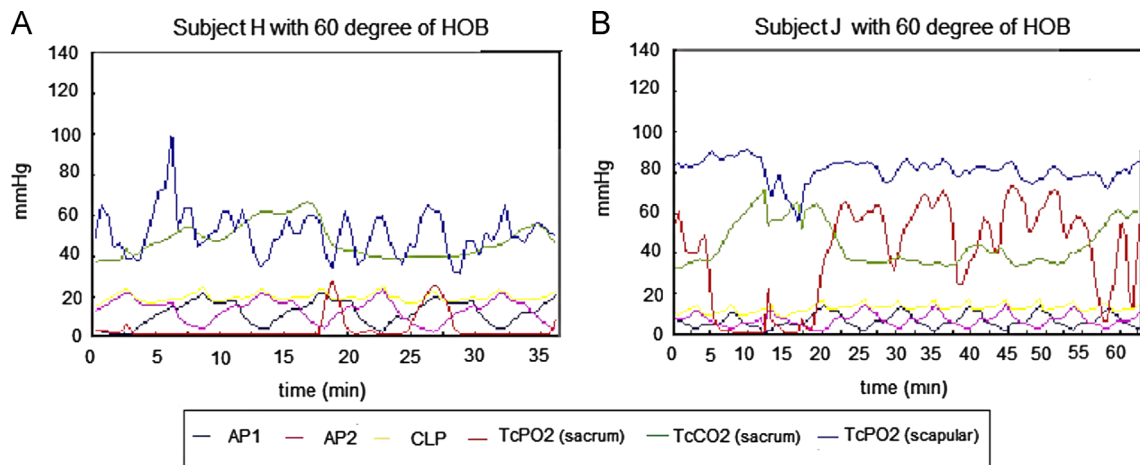 A
Subject H with 60 degree of HOB
140
120
100
80
60
40
20
0
mmHg
0 5 10 15 20 25 30 35
time (min)
B
Subject J with 60 degree of HOB
140
120
100
80
60
40
20
0
mmHg
0 5 10 15 20 25 30 35 40 45 50 55 60
time (min)
AP1 AP2 CLP TcPO2 (sacrum) TcCO2 (sacrum) TcPO2 (scapular)